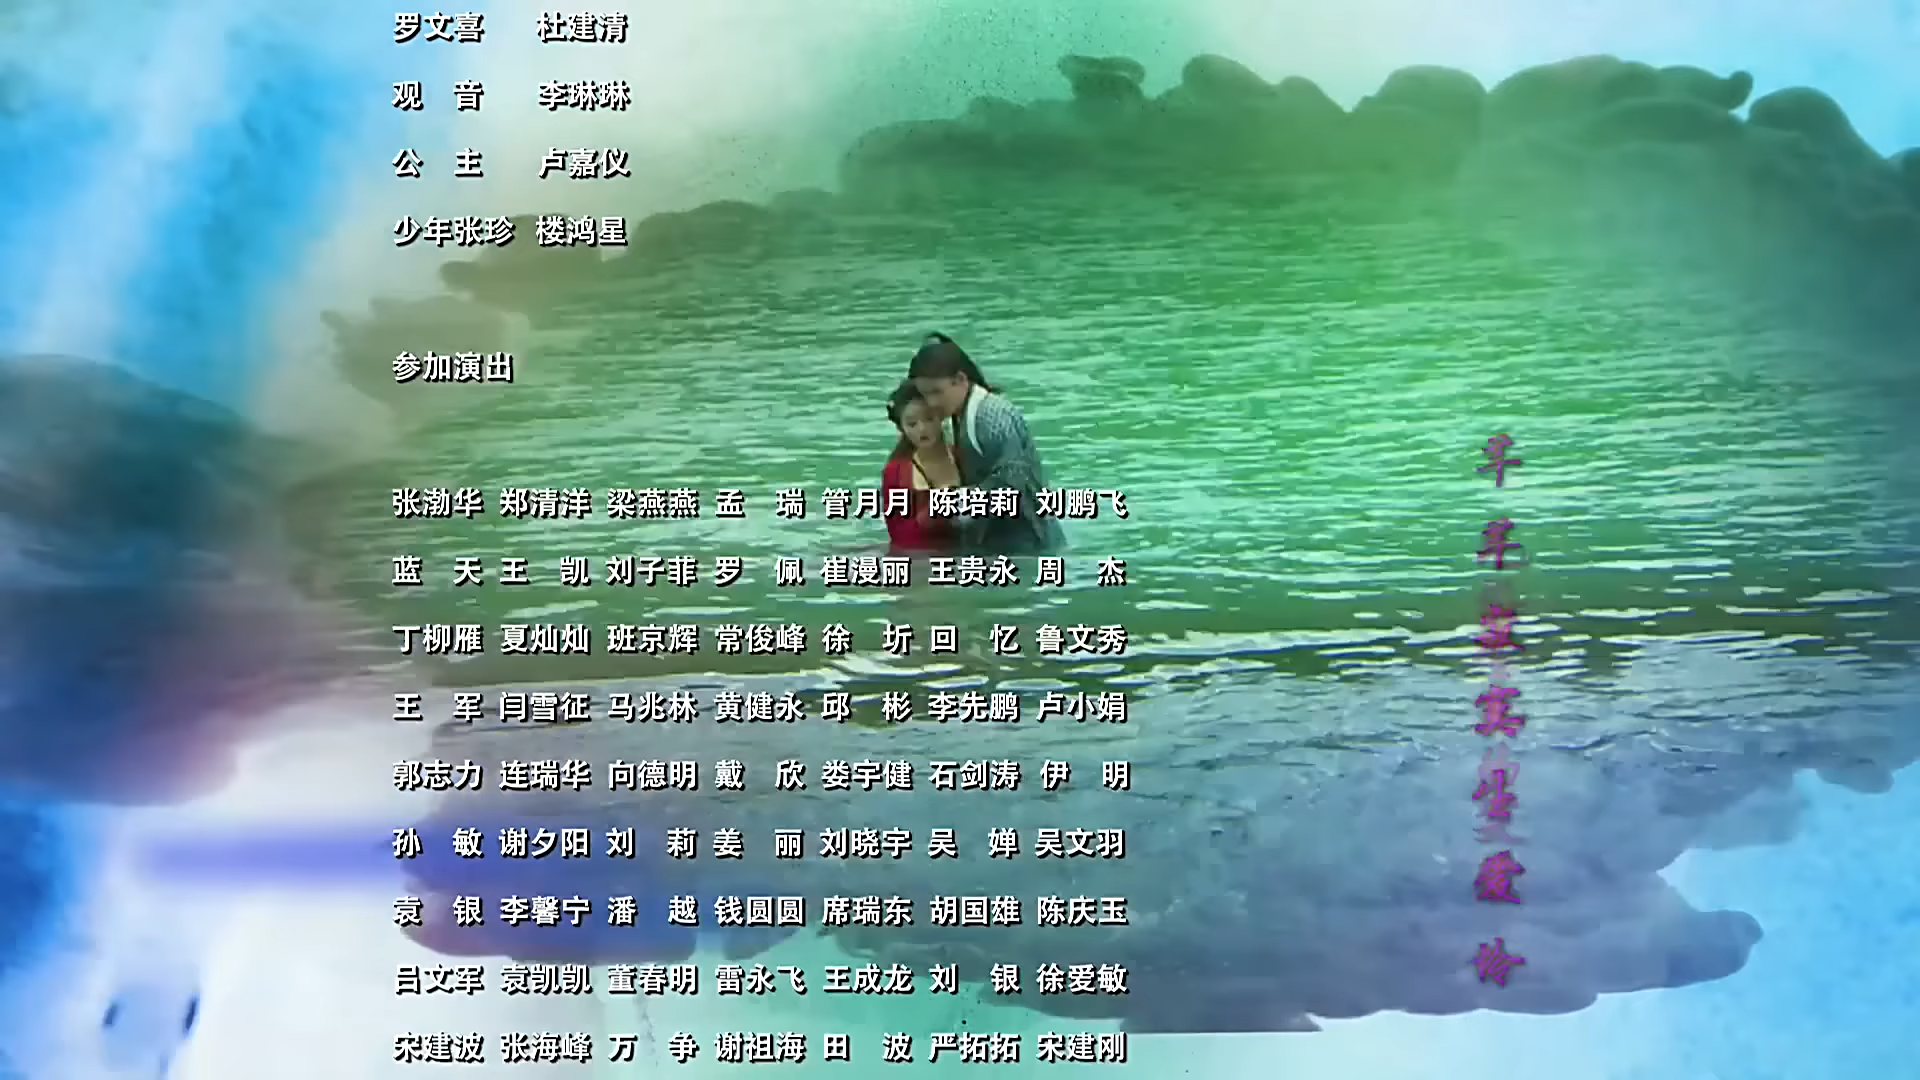 罗文喜 杜建清
观 音 李琳琳
公 主 卢嘉仪
少年张珍 楼鸿星
参加演出
张渤华 郑清洋 梁燕燕 孟 瑞 管月月 陈培莉 刘鹏飞
蓝 天 王 凯 刘子菲 罗 佩 崔漫丽 王贵永 周 杰
丁柳雁 夏灿灿 班京辉 常俊峰 徐 圻 回 忆 鲁文秀
王 军 闫雪征 马兆林 黄健永 邱 彬 李先鹏 卢小娟
郭志力 连瑞华 向德明 戴 欣 娄宇健 石剑涛 伊 明
孙 敏 谢夕阳 刘 莉 姜 丽 刘晓宇 吴 婵 吴文羽
袁 银 李馨宁 潘 越 钱圆圆 席瑞东 胡国雄 陈庆玉
吕文军 袁凯凯 董春明 雷永飞 王成龙 刘 银 徐爱敏
宋建波 张海峰 万 争 谢祖海 田 波 严拓拓 宋建刚